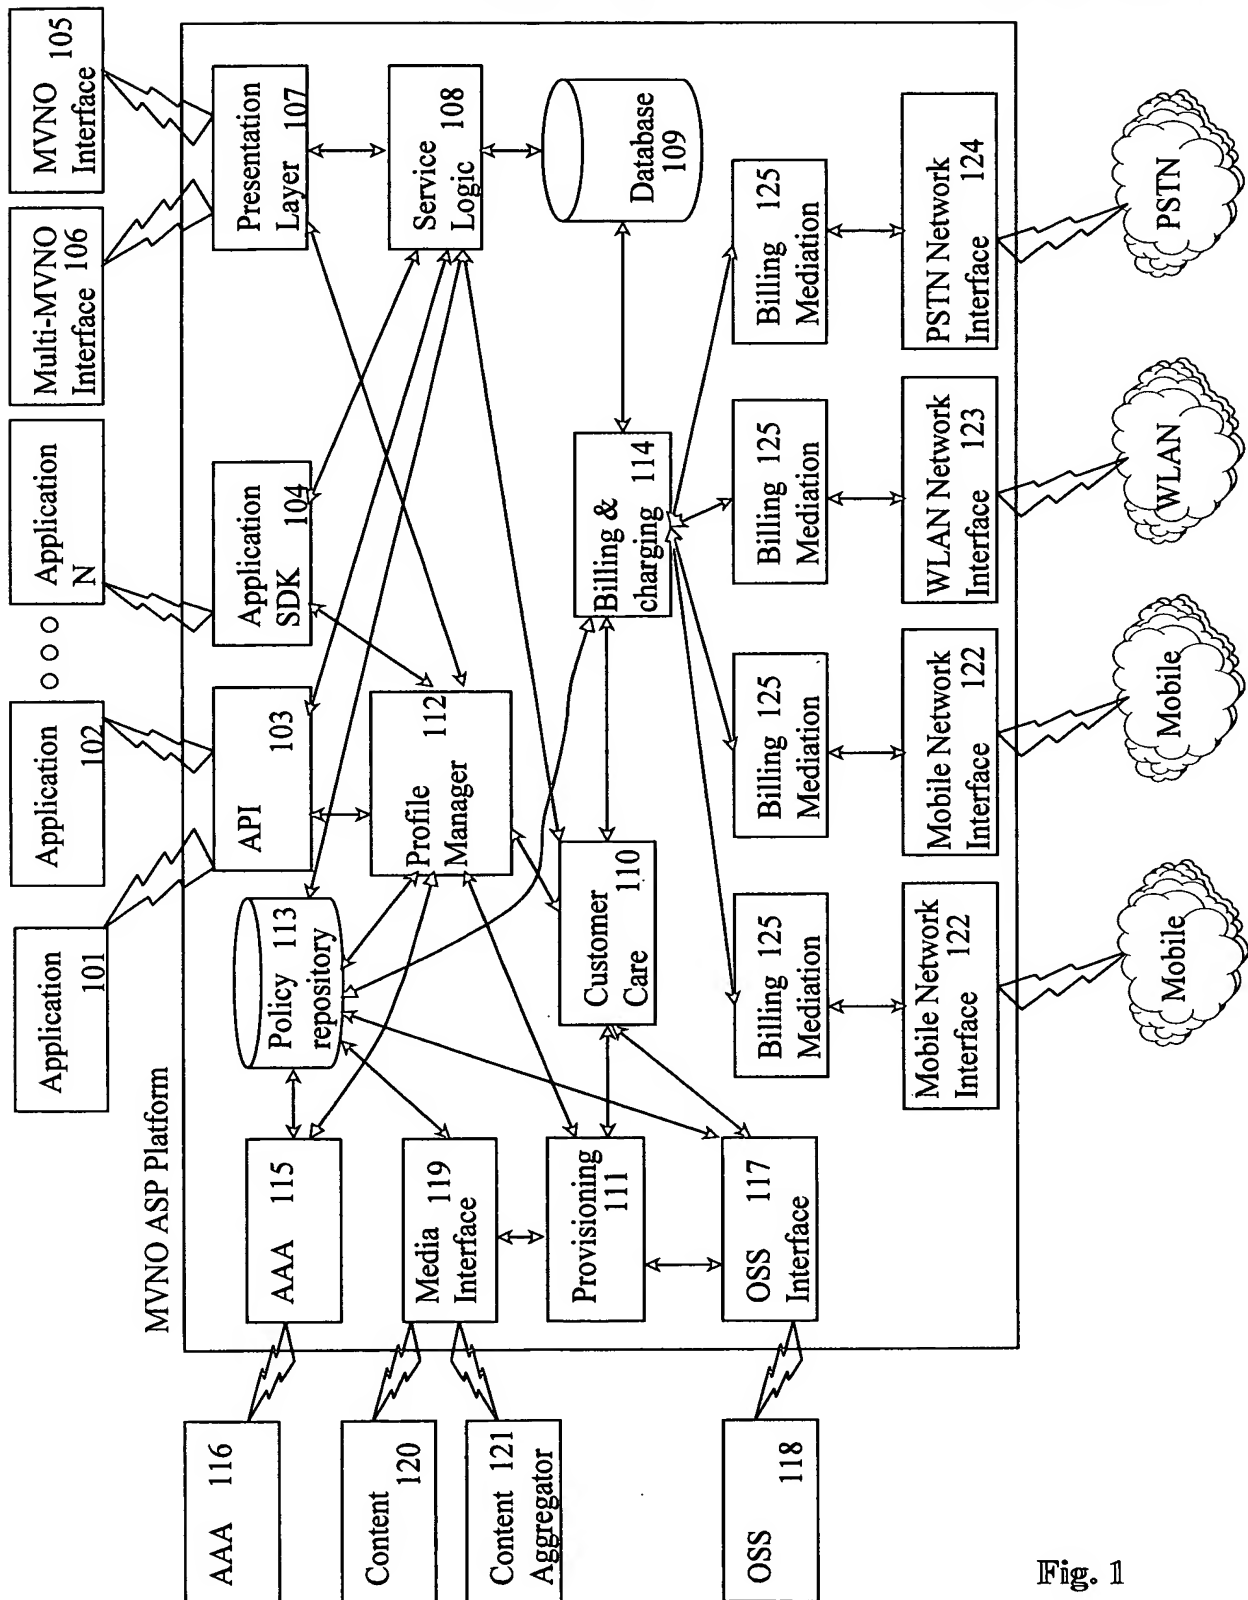 MVNO ASP Platform
Application
101
Application
102
Application
N
Multi-MVNO
Interface 106
MVNO 105
Interface
AAA 116
AAA 115
Policy 113
repository
API 103
Application
SDK 104
Presentation
Layer 107
Content
120
Content 121
Aggregator
Media 119
Interface
Profile 112
Manager
Service
Logic 108
Provisioning
111
Customer
Care 110
Billing &
charging 114
Database
109
OSS
118
OSS 117
Interface
Billing 125
Mediation
Billing 125
Mediation
Billing 125
Mediation
Billing 125
Mediation
Mobile Network
Interface 122
Mobile Network
Interface 122
WLAN Network
Interface 123
PSTN Network
Interface 124
Mobile
Mobile
WLAN
PSTN
Fig. 1